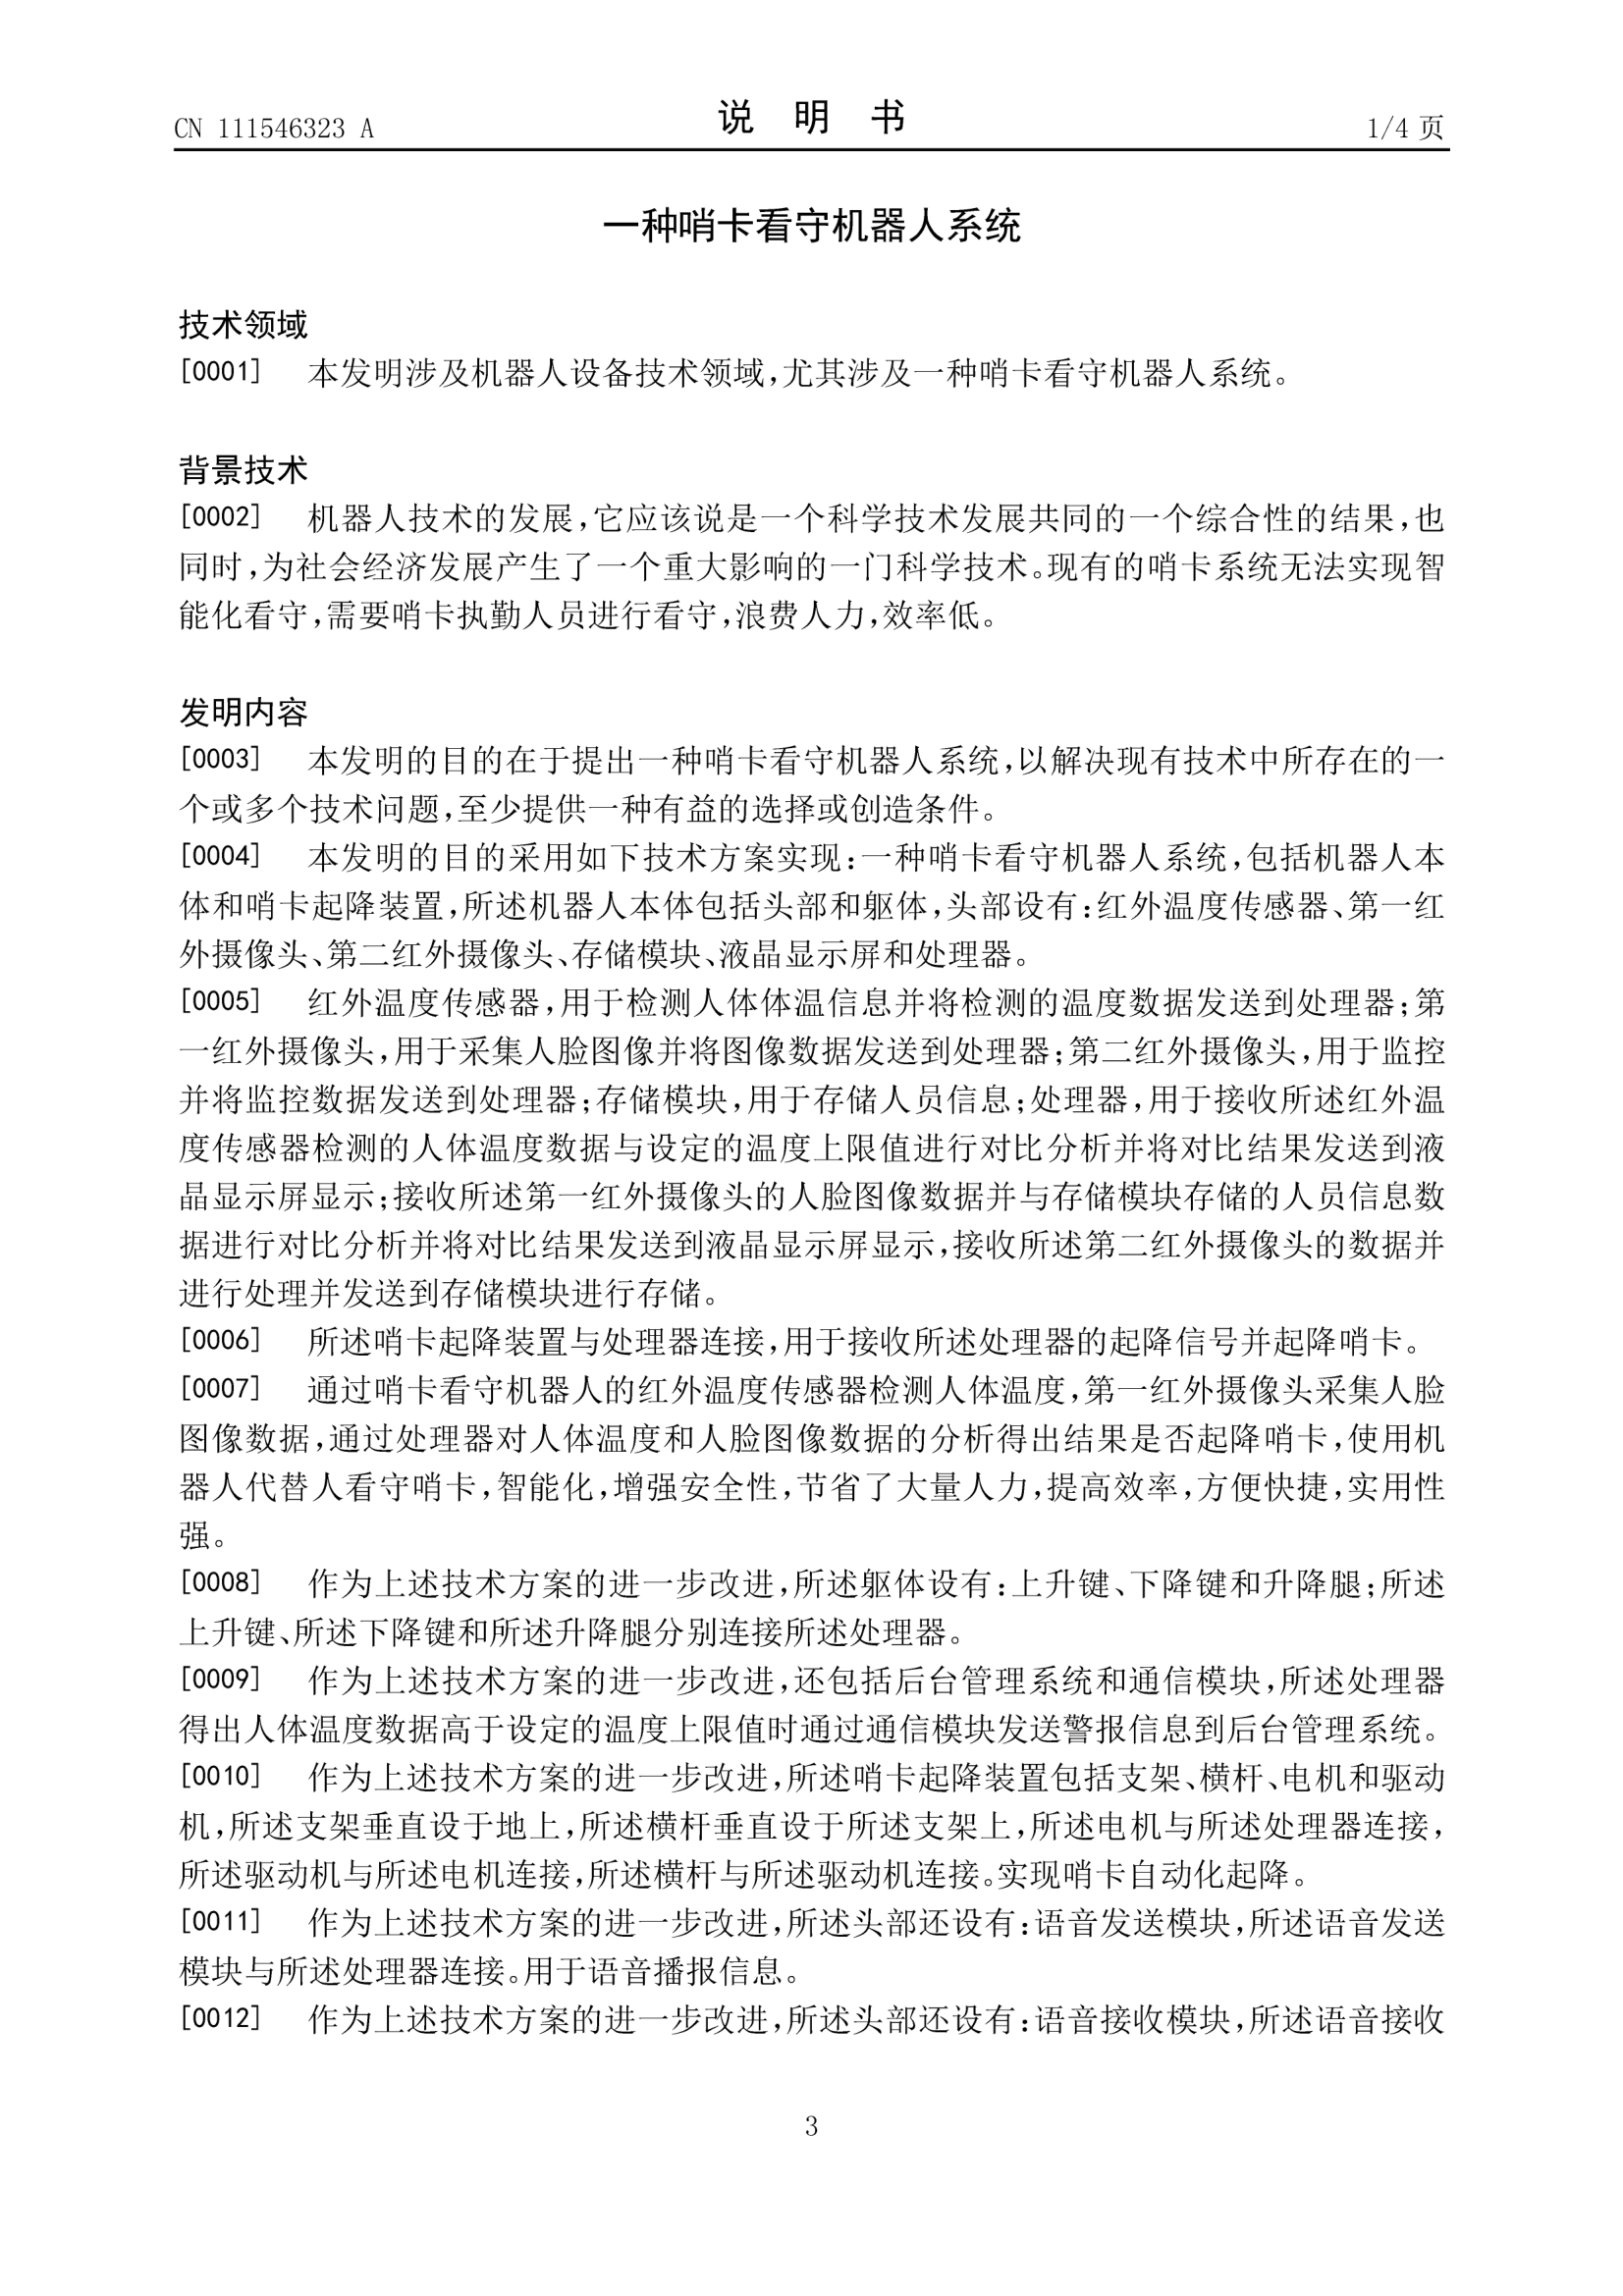 CN 111546323 A
说 明 书
1/4 页
一种哨卡看守机器人系统
技术领域
[0001] 本发明涉及机器人设备技术领域,尤其涉及一种哨卡看守机器人系统。
背景技术
[0002] 机器人技术的发展,它应该说是一个科学技术发展共同的一个综合性的结果,也
同时,为社会经济发展产生了一个重大影响的一门科学技术。现有的哨卡系统无法实现智
能化看守,需要哨卡执勤人员进行看守,浪费人力,效率低。
发明内容
[0003] 本发明的目的在于提出一种哨卡看守机器人系统,以解决现有技术中所存在的一
个或多个技术问题,至少提供一种有益的选择或创造条件。
[0004] 本发明的目的采用如下技术方案实现:一种哨卡看守机器人系统,包括机器人本
体和哨卡起降装置,所述机器人本体包括头部和躯体,头部设有:红外温度传感器、第一红
外摄像头、第二红外摄像头、存储模块、液晶显示屏和处理器。
[0005] 红外温度传感器,用于检测人体体温信息并将检测的温度数据发送到处理器;第
一红外摄像头,用于采集人脸图像并将图像数据发送到处理器;第二红外摄像头,用于监控
并将监控数据发送到处理器;存储模块,用于存储人员信息;处理器,用于接收所述红外温
度传感器检测的人体温度数据与设定的温度上限值进行对比分析并将对比结果发送到液
晶显示屏显示;接收所述第一红外摄像头的人脸图像数据并与存储模块存储的人员信息数
据进行对比分析并将对比结果发送到液晶显示屏显示,接收所述第二红外摄像头的数据并
进行处理并发送到存储模块进行存储。
[0006] 所述哨卡起降装置与处理器连接,用于接收所述处理器的起降信号并起降哨卡。
[0007] 通过哨卡看守机器人的红外温度传感器检测人体温度,第一红外摄像头采集人脸
图像数据,通过处理器对人体温度和人脸图像数据的分析得出结果是否起降哨卡,使用机
器人代替人看守哨卡,智能化,增强安全性,节省了大量人力,提高效率,方便快捷,实用性
强。
[0008] 作为上述技术方案的进一步改进,所述躯体设有:上升键、下降键和升降腿;所述
上升键、所述下降键和所述升降腿分别连接所述处理器。
[0009] 作为上述技术方案的进一步改进,还包括后台管理系统和通信模块,所述处理器
得出人体温度数据高于设定的温度上限值时通过通信模块发送警报信息到后台管理系统。
[0010] 作为上述技术方案的进一步改进,所述哨卡起降装置包括支架、横杆、电机和驱动
机,所述支架垂直设于地上,所述横杆垂直设于所述支架上,所述电机与所述处理器连接,
所述驱动机与所述电机连接,所述横杆与所述驱动机连接。实现哨卡自动化起降。
[0011] 作为上述技术方案的进一步改进,所述头部还设有:语音发送模块,所述语音发送
模块与所述处理器连接。用于语音播报信息。
[0012] 作为上述技术方案的进一步改进,所述头部还设有:语音接收模块,所述语音接收
3